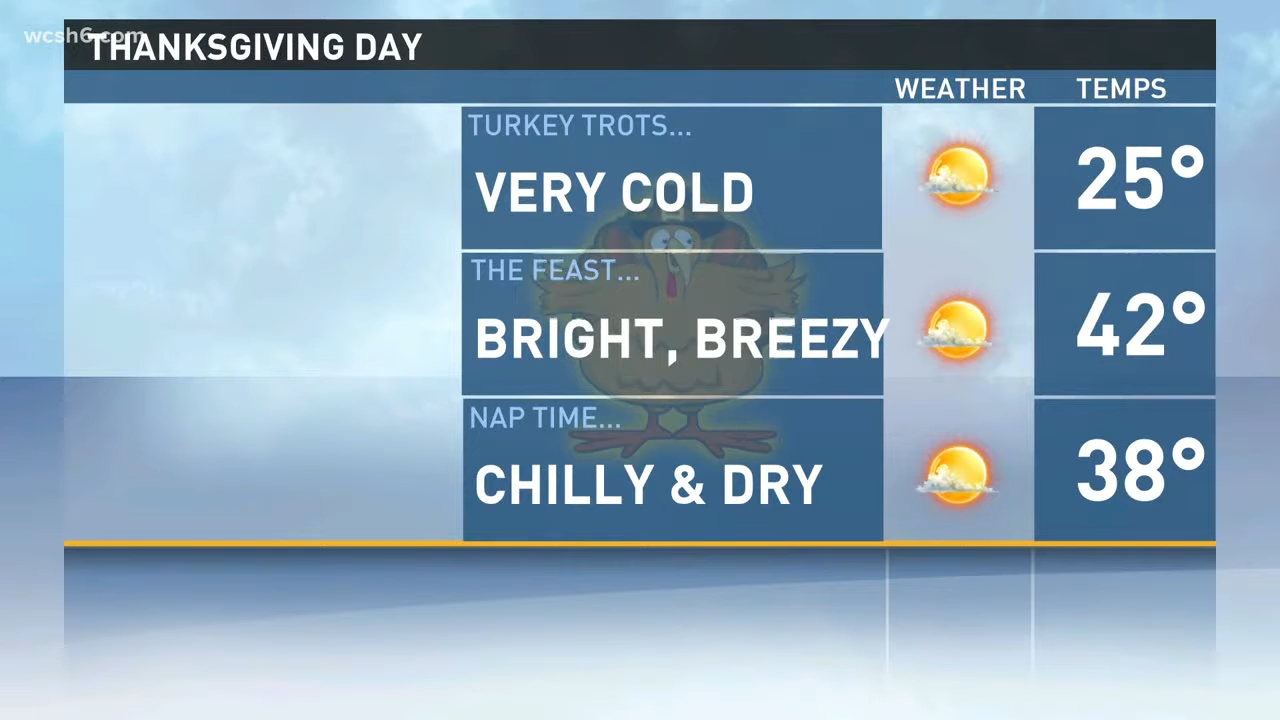 wcsh6.com
THANKSGIVING DAY
WEATHER TEMPS
TURKEY TROTS...
VERY COLD
25°
THE FEAST...
BRIGHT, BREEZY
42°
NAP TIME...
CHILLY & DRY
38°